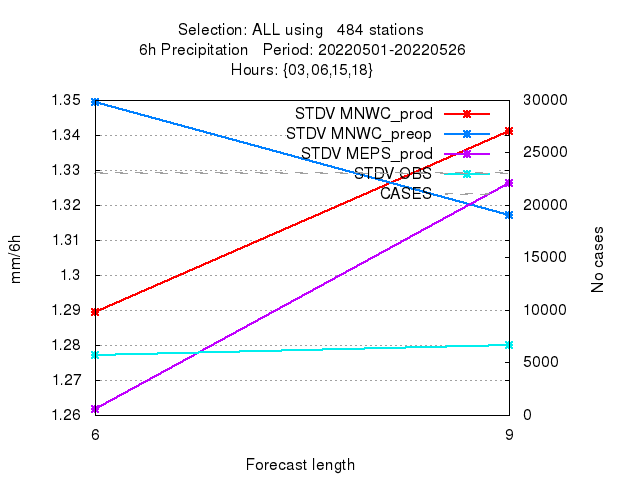 Selection: ALL using 484 stations
6h Precipitation Period: 20220501-20220526
Hours: {03,06,15,18}
STDV MNWC_prod
STDV MNWC_preop
STDV MEPS_prod
STDV OBS
CASES
1.35
1.34
1.33
1.32
1.31
1.3
1.29
1.28
1.27
1.26
mm/6h
30000
25000
20000
15000
10000
5000
0
No cases
6 9
Forecast length